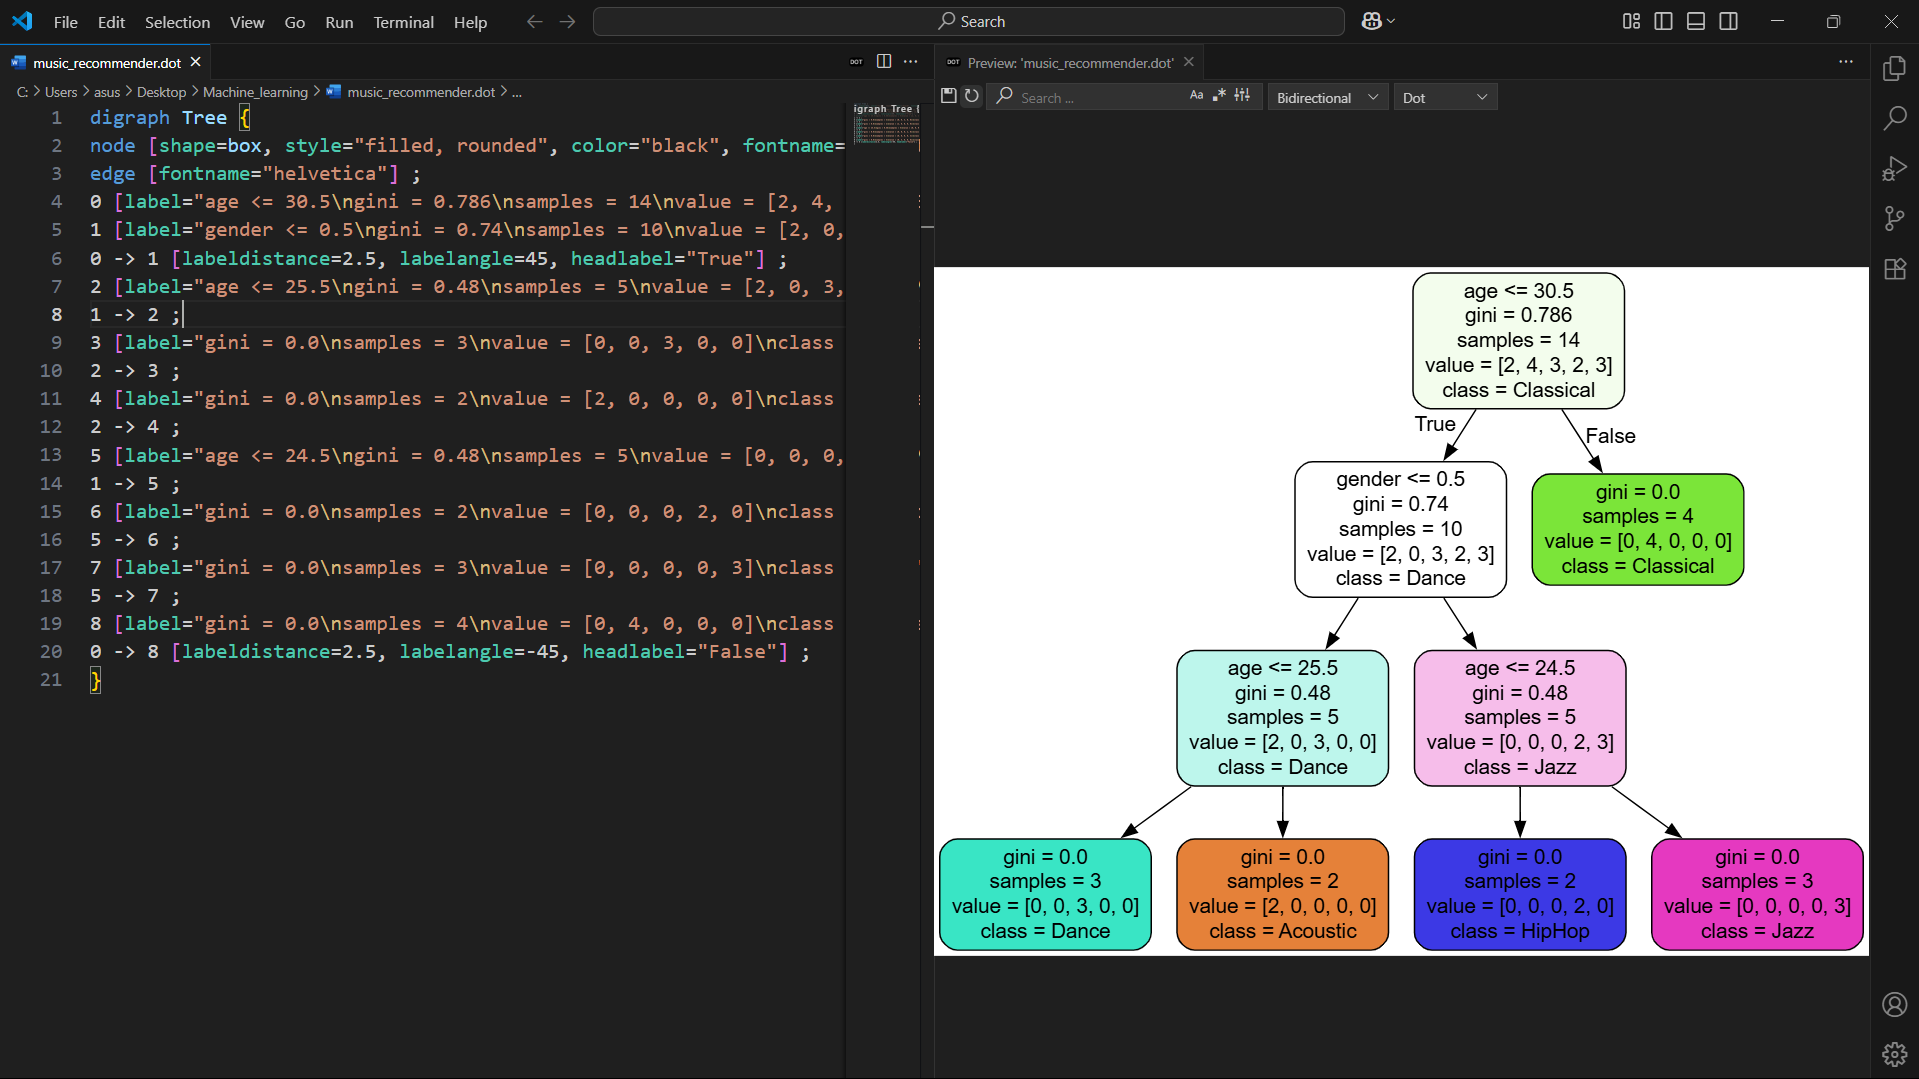 File Edit Selection View Go Run Terminal Help
Search
music_recommender.dot
DOT
Preview: 'music_recommender.dot'
C: > Users > asus > Desktop > Machine_learning > music_recommender.dot > ...
Search ...
Aa
Bidirectional
Dot
1 digraph Tree {
2 node [shape=box, style="filled, rounded", color="black", fontname=
3 edge [fontname="helvetica"] ;
4 0 [label="age <= 30.5\ngini = 0.786\nsamples = 14\nvalue = [2, 4,
5 1 [label="gender <= 0.5\ngini = 0.74\nsamples = 10\nvalue = [2, 0,
6 0 -> 1 [labeldistance=2.5, labelangle=45, headlabel="True"] ;
7 2 [label="age <= 25.5\ngini = 0.48\nsamples = 5\nvalue = [2, 0, 3,
8 1 -> 2 ;
9 3 [label="gini = 0.0\nsamples = 3\nvalue = [0, 0, 3, 0, 0]\nclass
10 2 -> 3 ;
11 4 [label="gini = 0.0\nsamples = 2\nvalue = [2, 0, 0, 0, 0]\nclass
12 2 -> 4 ;
13 5 [label="age <= 24.5\ngini = 0.48\nsamples = 5\nvalue = [0, 0, 0,
14 1 -> 5 ;
15 6 [label="gini = 0.0\nsamples = 2\nvalue = [0, 0, 0, 2, 0]\nclass
16 5 -> 6 ;
17 7 [label="gini = 0.0\nsamples = 3\nvalue = [0, 0, 0, 0, 3]\nclass
18 5 -> 7 ;
19 8 [label="gini = 0.0\nsamples = 4\nvalue = [0, 4, 0, 0, 0]\nclass
20 0 -> 8 [labeldistance=2.5, labelangle=-45, headlabel="False"] ;
21 }
igraph Tree {
age <= 30.5
gini = 0.786
samples = 14
value = [2, 4, 3, 2, 3]
class = Classical
True
False
gender <= 0.5
gini = 0.74
samples = 10
value = [2, 0, 3, 2, 3]
class = Dance
gini = 0.0
samples = 4
value = [0, 4, 0, 0, 0]
class = Classical
age <= 25.5
gini = 0.48
samples = 5
value = [2, 0, 3, 0, 0]
class = Dance
age <= 24.5
gini = 0.48
samples = 5
value = [0, 0, 0, 2, 3]
class = Jazz
gini = 0.0
samples = 3
value = [0, 0, 3, 0, 0]
class = Dance
gini = 0.0
samples = 2
value = [2, 0, 0, 0, 0]
class = Acoustic
gini = 0.0
samples = 2
value = [0, 0, 0, 2, 0]
class = HipHop
gini = 0.0
samples = 3
value = [0, 0, 0, 0, 3]
class = Jazz